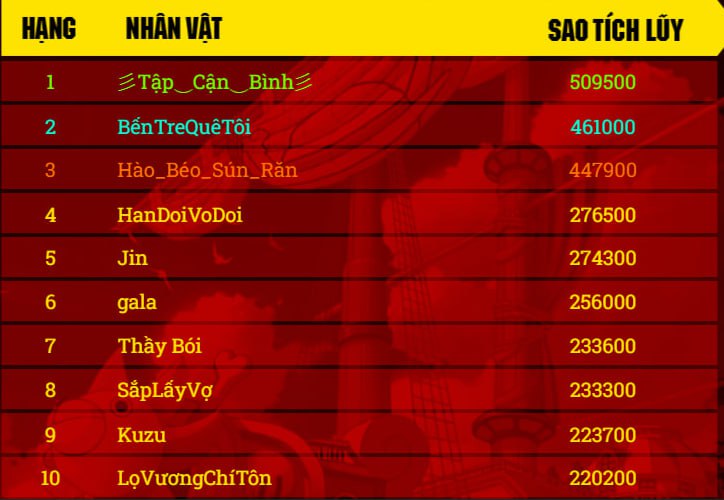 HẠNG NHÂN VẬT SAO TÍCH LŨY
1 彡Tập‿Cận‿Bình彡 509500
2 BếnTreQuêTôi 461000
3 Hào_Béo_Sún_Răn 447900
4 HanDoiVoDoi 276500
5 Jin 274300
6 gala 256000
7 Thầy Bói 233600
8 SắpLấyVợ 233300
9 Kuzu 223700
10 LọVươngChíTôn 220200